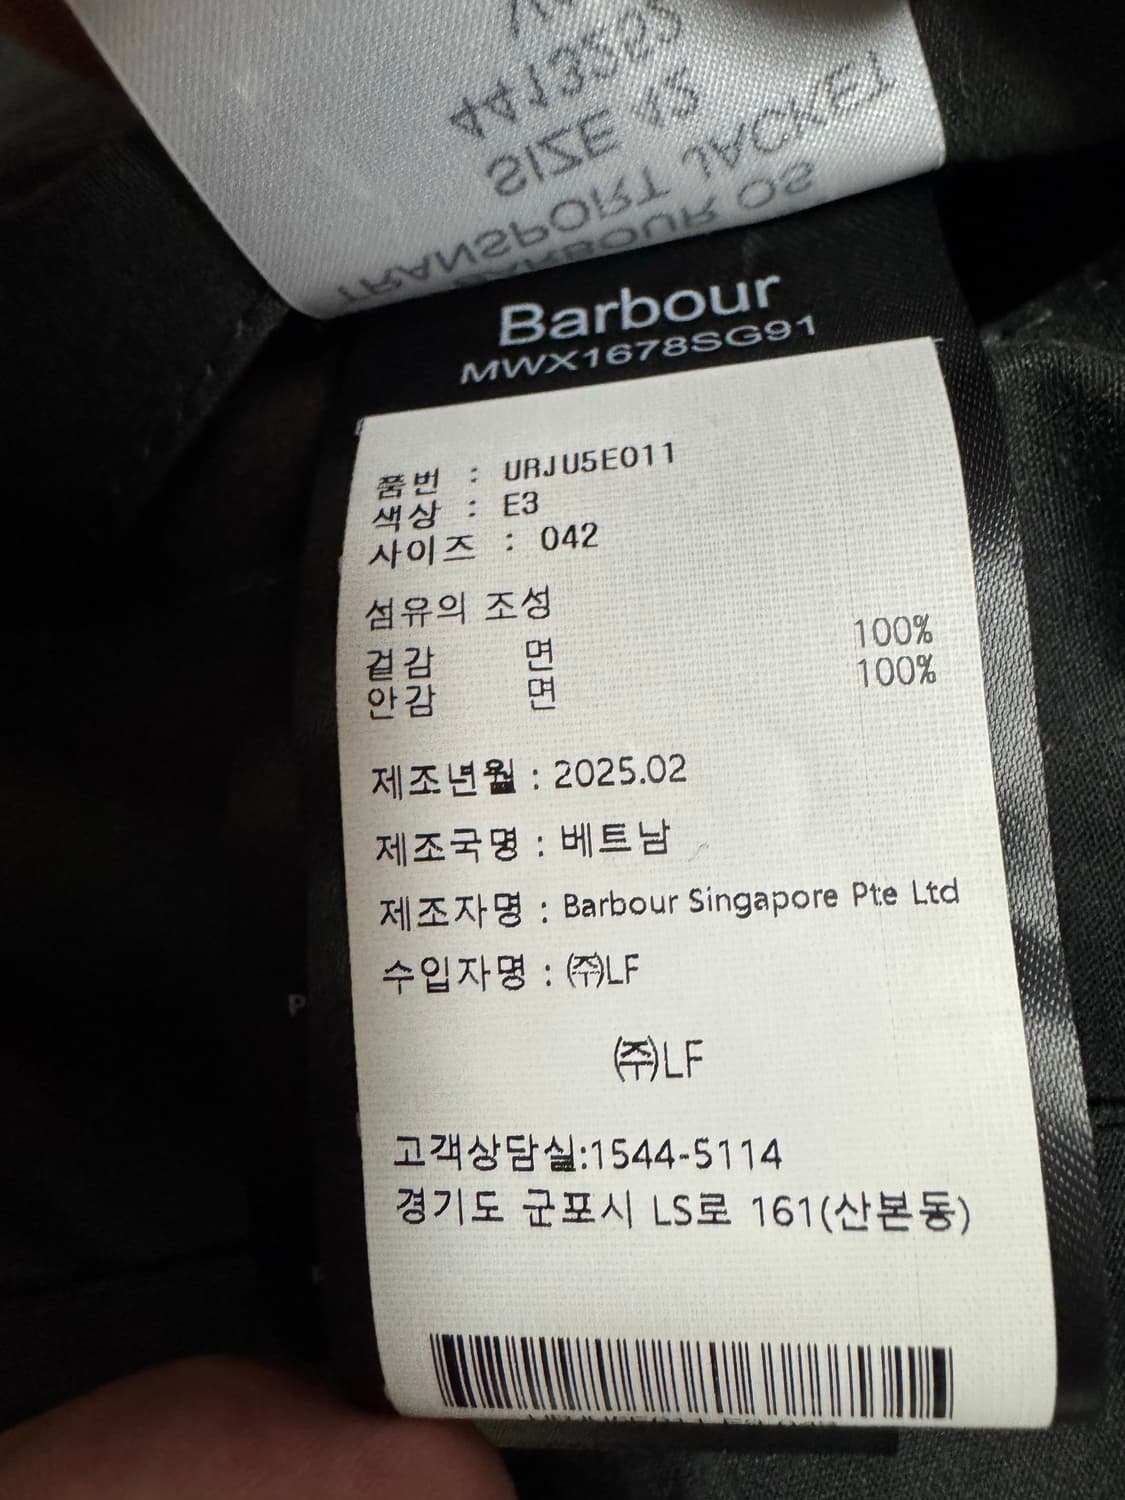 4413263
SIZE 42
TRANSPORT JACKET
BARBOUR OS
Barbour
MWX1678SG91
품번 : URJU5E011
색상 : E3
사이즈 : 042
섬유의 조성
겉감 면 100%
안감 면 100%
제조년월 : 2025.02
제조국명 : 베트남
제조자명 : Barbour Singapore Pte Ltd
수입자명 : ㈜LF
㈜LF
고객상담실:1544-5114
경기도 군포시 LS로 161(산본동)
P